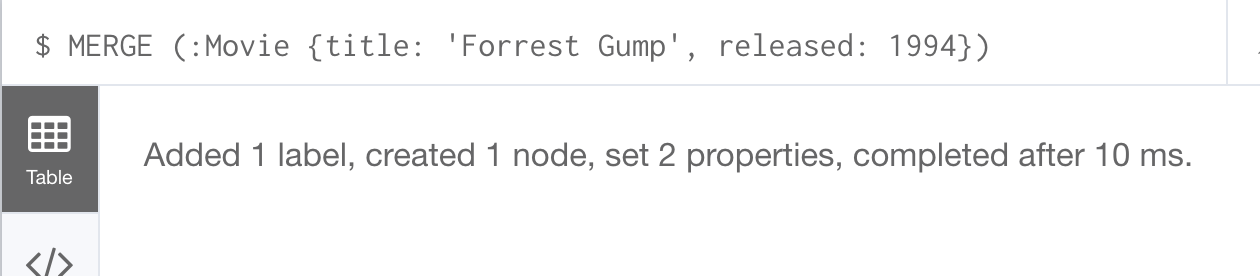 $ MERGE (:Movie {title: 'Forrest Gump', released: 1994})
Added 1 label, created 1 node, set 2 properties, completed after 10 ms.
Table
</>